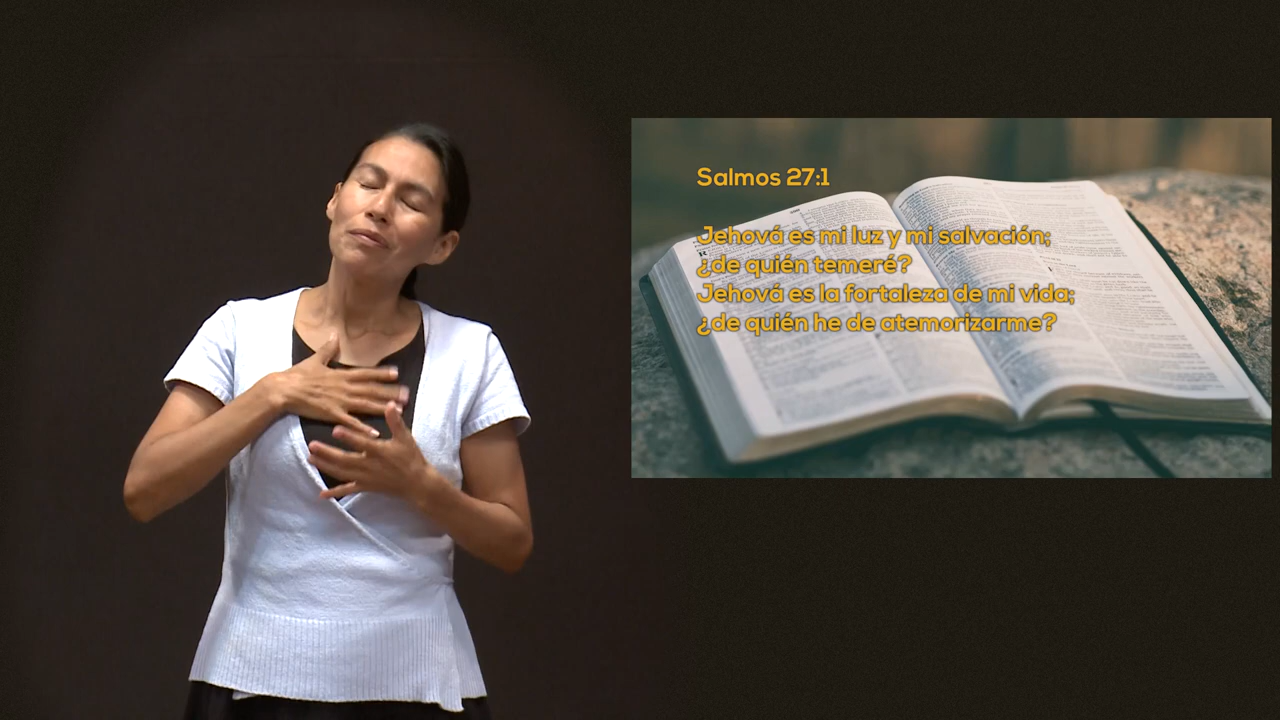 Salmos 27:1
Jehová es mi luz y mi salvación;
¿de quién temeré?
Jehová es la fortaleza de mi vida;
¿de quién he de atemorizarme?